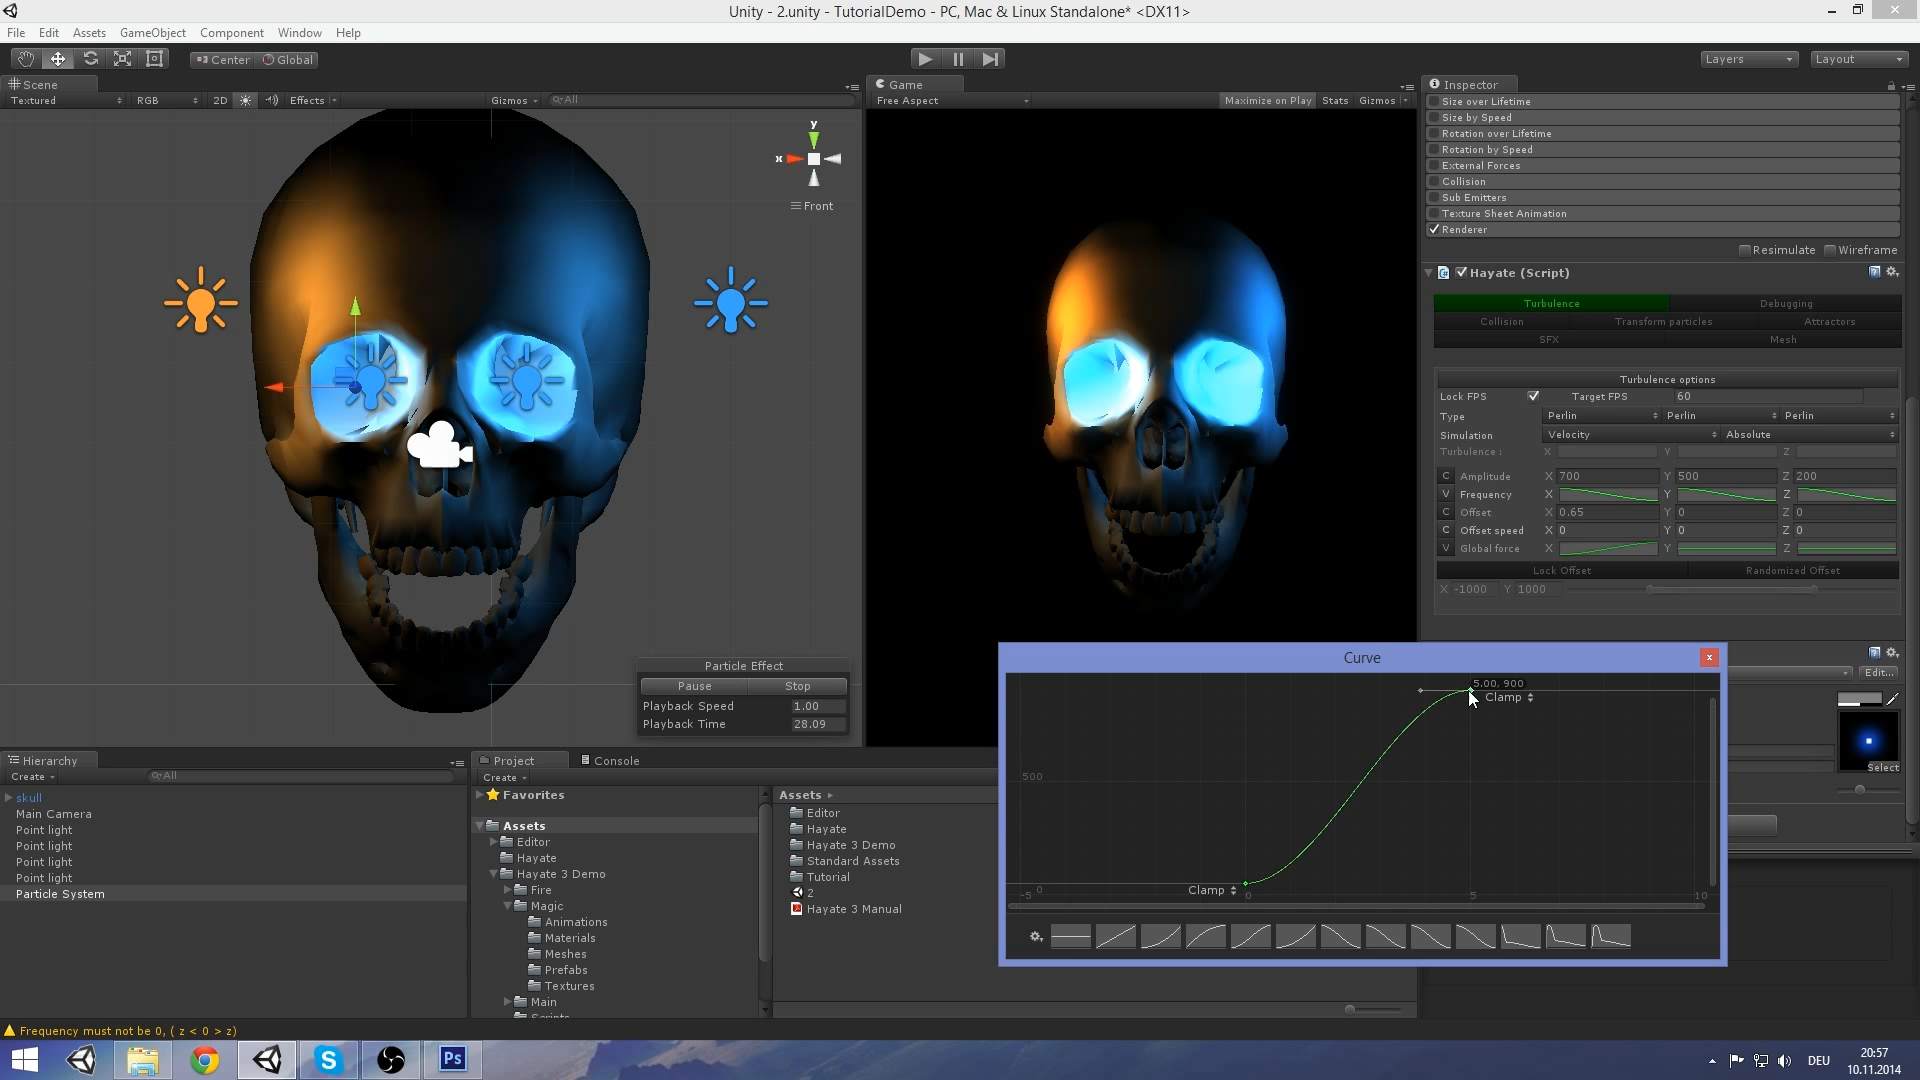 Unity - 2.unity - TutorialDemo - PC, Mac & Linux Standalone* <DX11>
File Edit Assets GameObject Component Window Help
Center Global
Layers Layout
Scene
Textured RGB 2D Effects Gizmos All
y
x
Front
Particle Effect
Pause Stop
Playback Speed 1.00
Playback Time 28.09
Game
Free Aspect Maximize on Play Stats Gizmos
Inspector
Size over Lifetime
Size by Speed
Rotation over Lifetime
Rotation by Speed
External Forces
Collision
Sub Emitters
Texture Sheet Animation
Renderer
Resimulate Wireframe
Hayate (Script)
Turbulence Debugging
Collision Transform particles Attractors
SFX Mesh
Turbulence options
Lock FPS Target FPS 60
Type Perlin Perlin Perlin
Simulation Velocity Absolute
Turbulence : X Y Z
C Amplitude X 700 Y 500 Z 200
V Frequency X Y Z
C Offset X 0.65 Y 0 Z 0
C Offset speed X 0 Y 0 Z 0
V Global force X Y Z
Lock Offset Randomized Offset
X -1000 Y 1000
Edit...
Select
Curve
5.00, 900
Clamp
500
Clamp
-5 0 0 5 10
Hierarchy
Create All
skull
Main Camera
Point light
Point light
Point light
Point light
Particle System
Project Console
Create
Favorites
Assets
Editor
Hayate
Hayate 3 Demo
Fire
Magic
Animations
Materials
Meshes
Prefabs
Textures
Main
Scripts
Assets
Editor
Hayate
Hayate 3 Demo
Standard Assets
Tutorial
2
Hayate 3 Manual
Frequency must not be 0, ( z < 0 > z)
S
Ps
DEU
20:57
10.11.2014